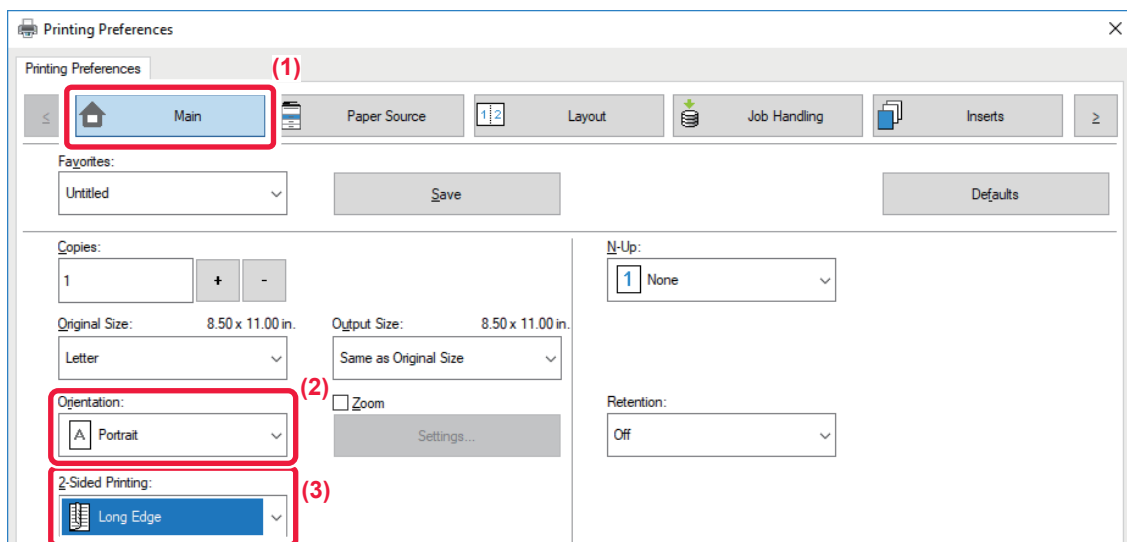 Printing Preferences
Printing Preferences
(1)
< Main Paper Source 1 2 Layout Job Handling Inserts >
Favorites:
Untitled Save Defaults
Copies: N-Up:
1 + - 1 None
Original Size: 8.50 x 11.00 in. Output Size: 8.50 x 11.00 in.
Letter Same as Original Size
(2)
Orientation: Zoom Retention:
A Portrait Settings... Off
2-Sided Printing: (3)
Long Edge